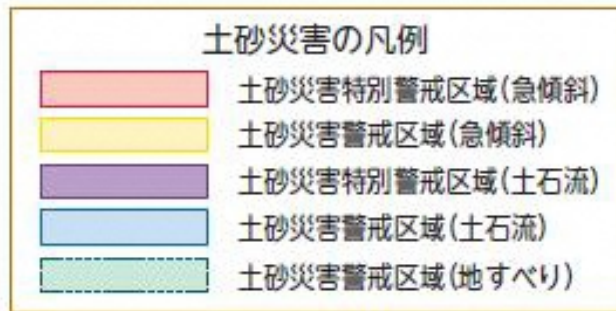 土砂災害の凡例
土砂災害特別警戒区域(急傾斜)
土砂災害警戒区域(急傾斜)
土砂災害特別警戒区域(土石流)
土砂災害警戒区域(土石流)
土砂災害警戒区域(地すべり)